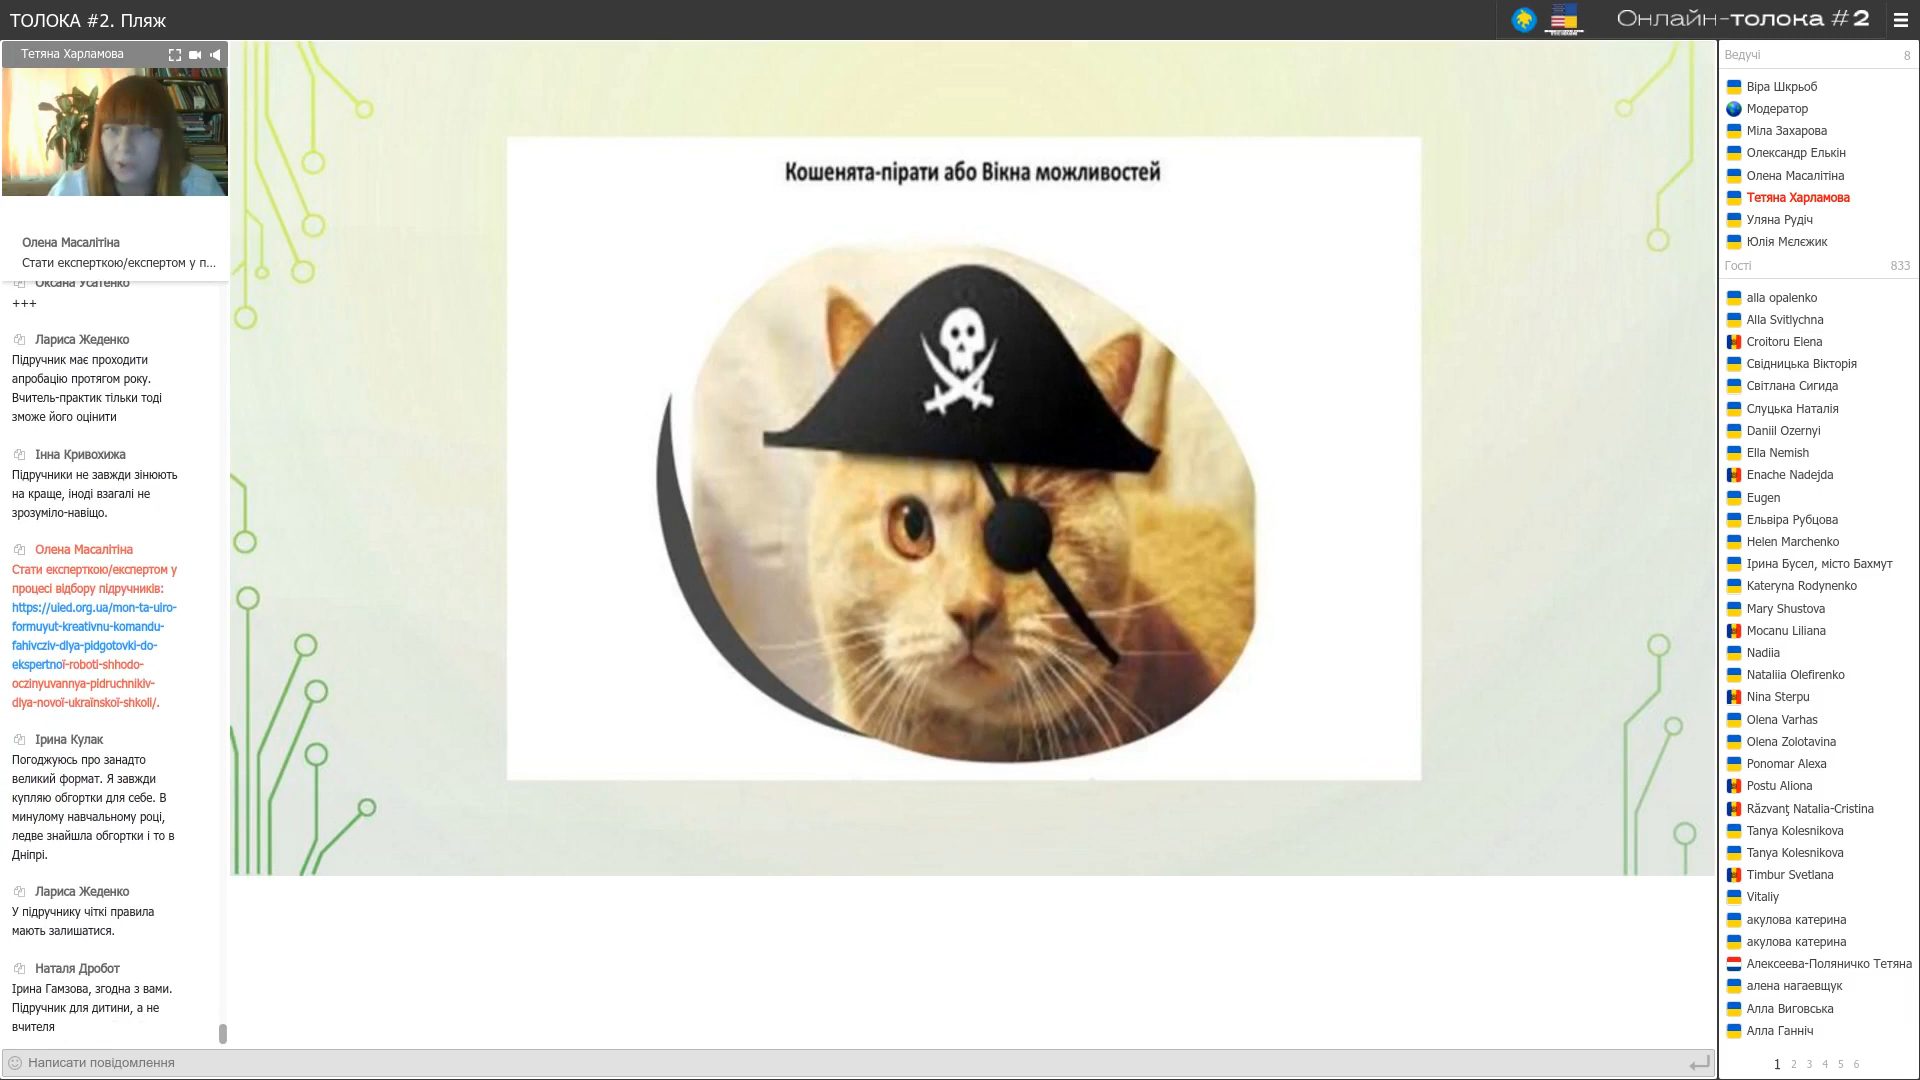 ТОЛОКА #2. Пляж
Онлайн-толока #2
Тетяна Харламова
Олена Масалітіна
Стати експерткою/експертом у п...
Оксана Усатенко
+++
Лариса Жеденко
Підручник має проходити
апробацію протягом року.
Вчитель-практик тільки тоді
зможе його оцінити
Інна Кривохижа
Підручники не завжди зінюють
на краще, іноді взагалі не
зрозуміло-навіщо.
Олена Масалітіна
Стати експерткою/експертом у
процесі відбору підручників:
https://uied.org.ua/mon-ta-uiro-
formuyut-kreativnu-komandu-
fahivcziv-dlya-pidgotovki-do-
ekspertnoї-roboti-shhodo-
oczinyuvannya-pidruchnikiv-
dlya-novoї-ukraїnskoї-shkoli/.
Ірина Кулак
Погоджуюсь про занадто
великий формат. Я завжди
купляю обгортки для себе. В
минулому навчальному році,
ледве знайшла обгортки і то в
Дніпрі.
Лариса Жеденко
У підручнику чіткі правила
мають залишатися.
Наталя Дробот
Ірина Гамзова, згодна з вами.
Підручник для дитини, а не
вчителя
Написати повідомлення
Кошенята-пірати або Вікна можливостей
Ведучі 8
Віра Шкрьоб
Модератор
Міла Захарова
Олександр Елькін
Олена Масалітіна
Тетяна Харламова
Уляна Рудіч
Юлія Мєлєжик
Гості 833
alla opalenko
Alla Svitlychna
Croitoru Elena
Свідницька Вікторія
Світлана Сигида
Слуцька Наталія
Daniil Ozernyi
Ella Nemish
Enache Nadejda
Eugen
Ельвіра Рубцова
Helen Marchenko
Ірина Бусел, місто Бахмут
Kateryna Rodynenko
Mary Shustova
Mocanu Liliana
Nadiia
Nataliia Olefirenko
Nina Sterpu
Olena Varhas
Olena Zolotavina
Ponomar Alexa
Postu Aliona
Răzvanț Natalia-Cristina
Tanya Kolesnikova
Tanya Kolesnikova
Timbur Svetlana
Vitaliy
акулова катерина
акулова катерина
Алексеева-Поляничко Тетяна
алена нагаевщук
Алла Виговська
Алла Ганніч
1 2 3 4 5 6